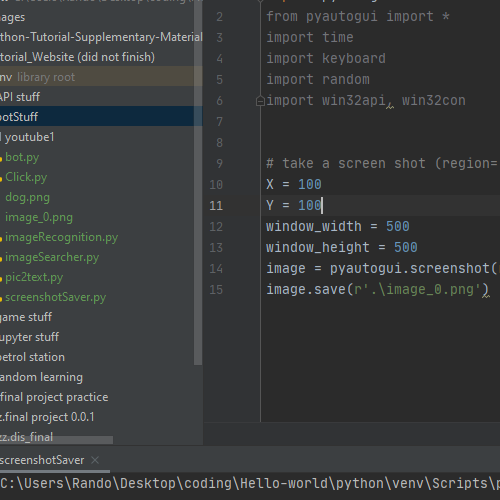 mages
thon-Tutorial-Supplementary-Material
torial_Website (did not finish)
nv library root
API stuff
otStuff
l youtube1
bot.py
Click.py
dog.png
image_0.png
imageRecognition.py
imageSearcher.py
pic2text.py
screenshotSaver.py
game stuff
upyter stuff
petrol station
random learning
final project practice
z.final project 0.0.1
zz.dis_final
2 from pyautogui import *
3 import time
4 import keyboard
5 import random
6 import win32api, win32con
7
8
9 # take a screen shot (region=
10 X = 100
11 Y = 100
12 window_width = 500
13 window_height = 500
14 image = pyautogui.screenshot(
15 image.save(r'.\image_0.png')
screenshotSaver ×
C:\Users\Rando\Desktop\coding\Hello-world\python\venv\Scripts\p